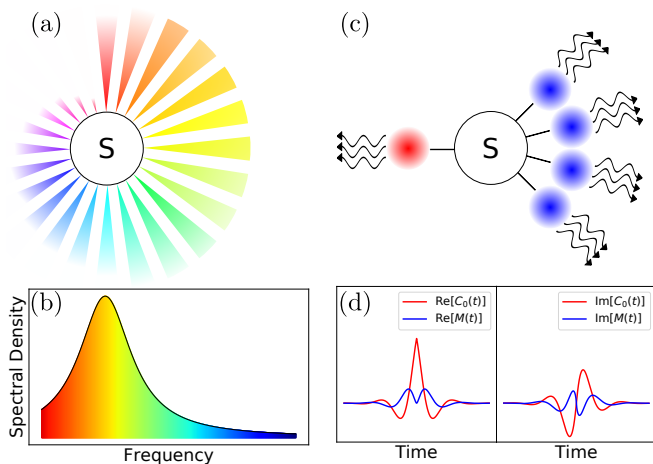 (a)
S
(b)
Spectral Density
Frequency
(c)
S
(d)
Re[C₀(t)]
Re[M(t)]
Im[C₀(t)]
Im[M(t)]
Time
Time